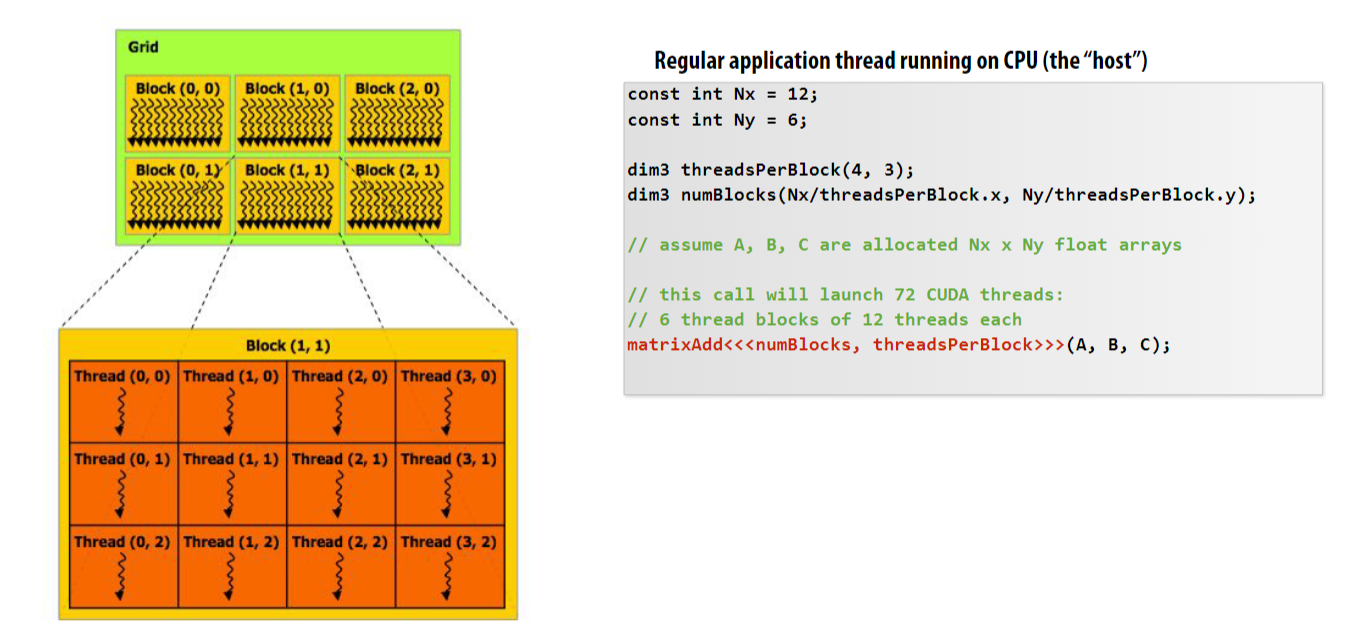 Grid
Block (0, 0) Block (1, 0) Block (2, 0)
Block (0, 1) Block (1, 1) Block (2, 1)
Block (1, 1)
Thread (0, 0) Thread (1, 0) Thread (2, 0) Thread (3, 0)
Thread (0, 1) Thread (1, 1) Thread (2, 1) Thread (3, 1)
Thread (0, 2) Thread (1, 2) Thread (2, 2) Thread (3, 2)
Regular application thread running on CPU (the “host”)
const int Nx = 12;
const int Ny = 6;
dim3 threadsPerBlock(4, 3);
dim3 numBlocks(Nx/threadsPerBlock.x, Ny/threadsPerBlock.y);
// assume A, B, C are allocated Nx x Ny float arrays
// this call will launch 72 CUDA threads:
// 6 thread blocks of 12 threads each
matrixAdd<<<numBlocks, threadsPerBlock>>>(A, B, C);